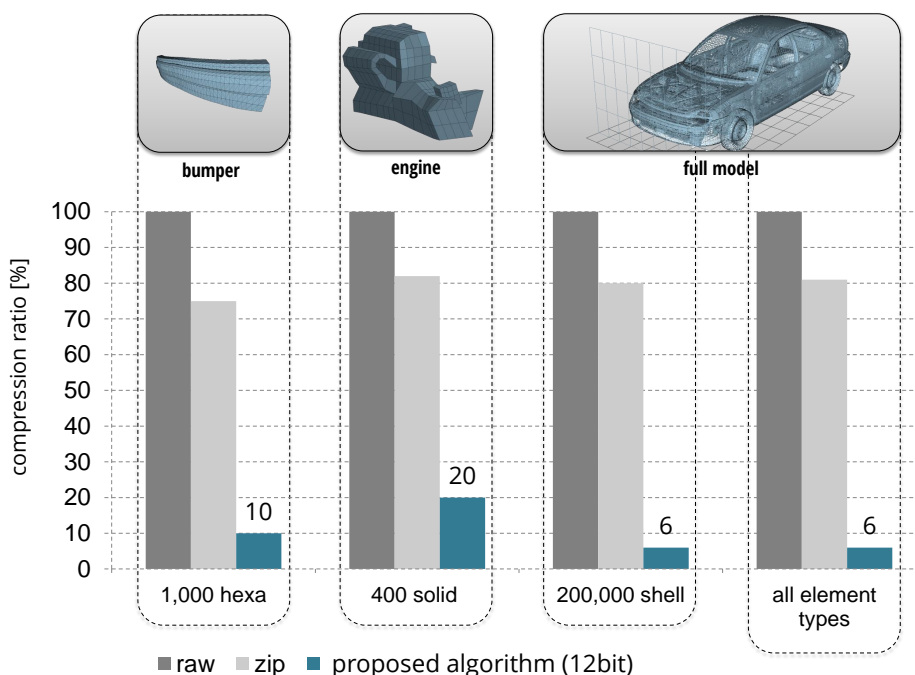 bumper
engine
full model
compression ratio [%]
100
90
80
70
60
50
40
30
20
10
0
10
20
6
6
1,000 hexa
400 solid
200,000 shell
all element
types
raw
zip
proposed algorithm (12bit)